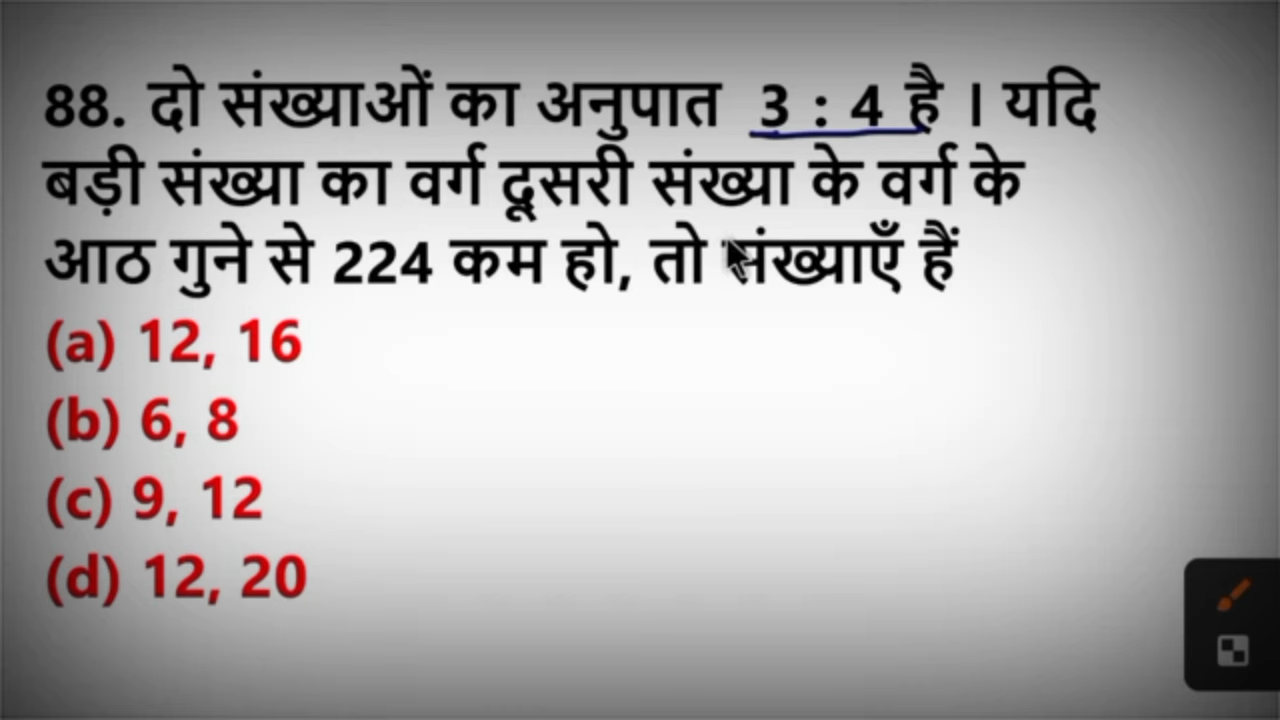 88. दो संख्याओं का अनुपात 3 : 4 है । यदि
बड़ी संख्या का वर्ग दूसरी संख्या के वर्ग के
आठ गुने से 224 कम हो, तो संख्याएँ हैं
(a) 12, 16
(b) 6, 8
(c) 9, 12
(d) 12, 20